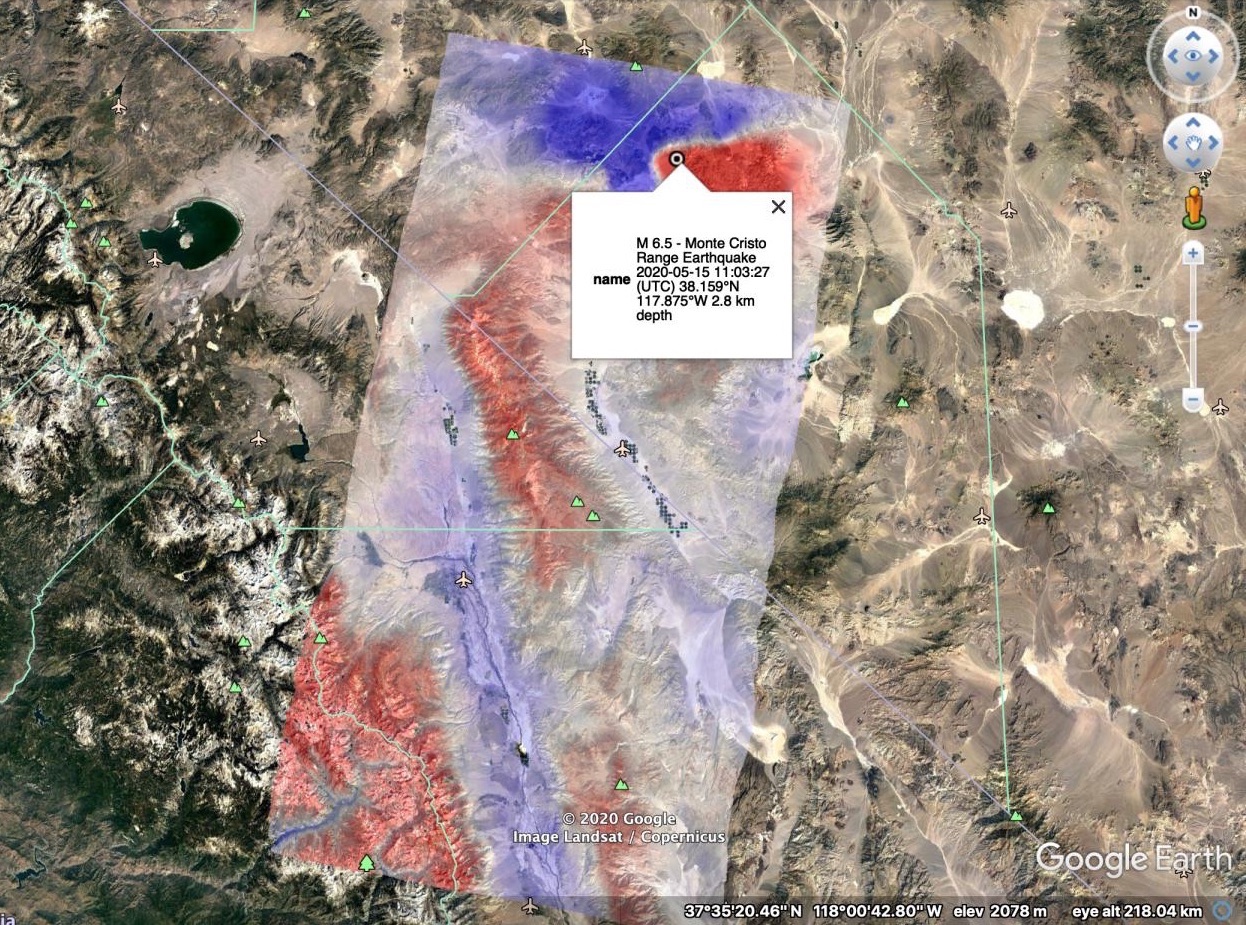 N
M 6.5 - Monte Cristo
Range Earthquake
2020-05-15 11:03:27
name (UTC) 38.159°N
117.875°W 2.8 km
depth
© 2020 Google
Image Landsat / Copernicus
Google Earth
37°35'20.46" N 118°00'42.80" W elev 2078 m eye alt 218.04 km
ia